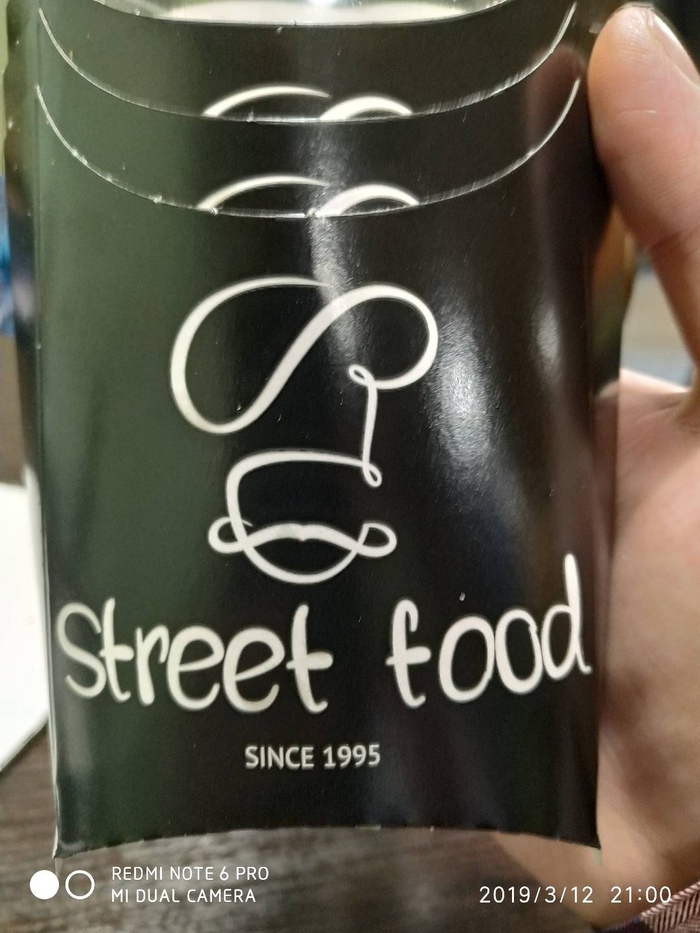 Street food
SINCE 1995
REDMI NOTE 6 PRO
MI DUAL CAMERA
2019/3/12 21:00